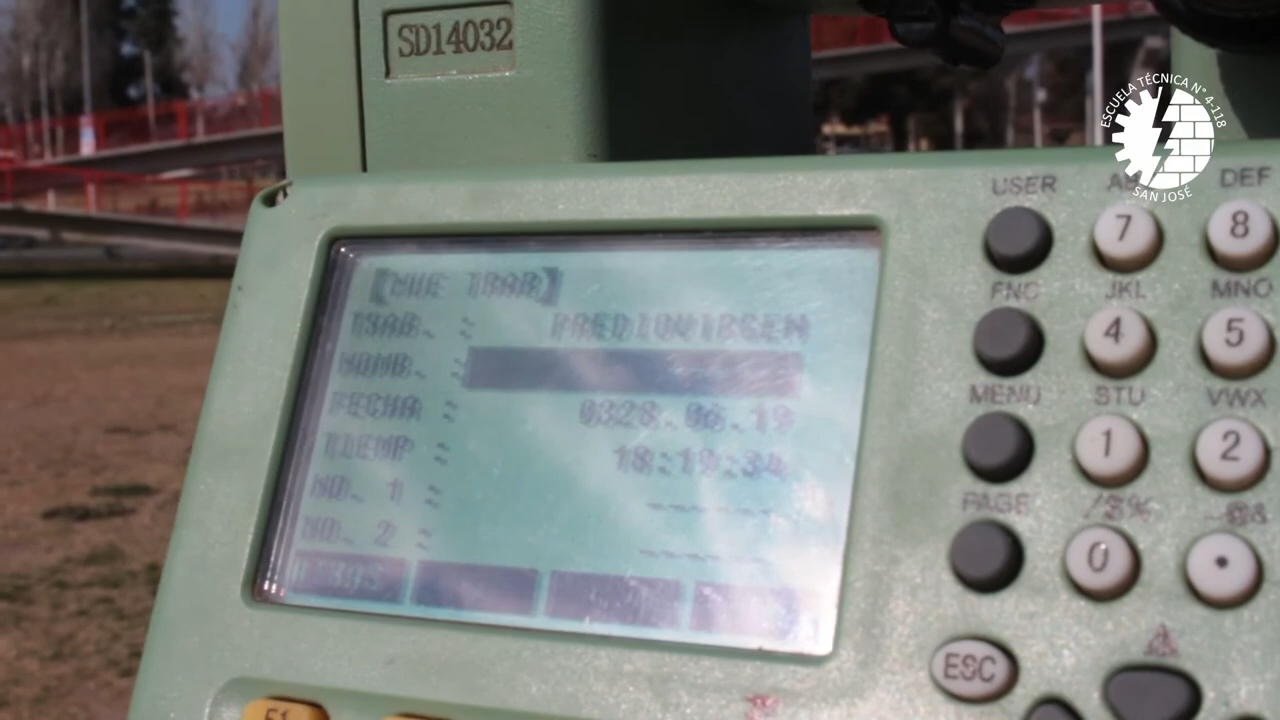 SD14032
ESCUELA TÉCNICA N° 4-118
SAN JOSÉ
USER
DEF
7
8
FNC
JKL
MNO
4
5
[NUE TRAB]
TRAB. :
NOMB. :
FECHA : 0328.06.19
TIEMP : 18:19:34
NO. 1 : ------
NO. 2 : ------
MENU
STU
VWX
1
2
PAGE
/$%
0
.
ESC
F1